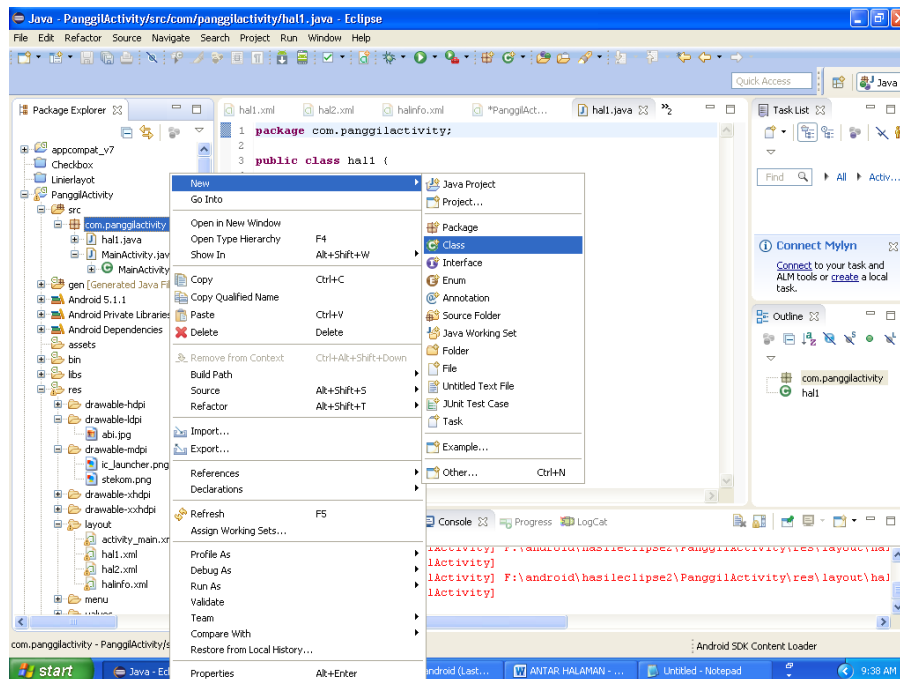 Java - PanggilActivity/src/com/panggilactivity/hal1.java - Eclipse
File Edit Refactor Source Navigate Search Project Run Window Help
Quick Access
Java
Package Explorer
hal1.xml
hal2.xml
halinfo.xml
*PanggilAct...
hal1.java
2
Task List
1 package com.panggilactivity;
2
3 public class hal1 {
appcompat_v7
Checkbox
Linierlayot
PanggilActivity
src
com.panggilactivity
hal1.java
MainActivity.jav
MainActivity
gen [Generated Java Fi
Android 5.1.1
Android Private Libraries
Android Dependencies
assets
bin
libs
res
drawable-hdpi
drawable-ldpi
abi.jpg
drawable-mdpi
ic_launcher.png
stekom.png
drawable-xhdpi
drawable-xxhdpi
layout
activity_main.xm
hal1.xml
hal2.xml
halinfo.xml
menu
New
Go Into
Open in New Window
Open Type Hierarchy F4
Show In Alt+Shift+W
Copy Ctrl+C
Copy Qualified Name
Paste Ctrl+V
Delete Delete
Remove from Context Ctrl+Alt+Shift+Down
Build Path
Source Alt+Shift+S
Refactor Alt+Shift+T
Import...
Export...
References
Declarations
Refresh F5
Assign Working Sets...
Profile As
Debug As
Run As
Validate
Team
Compare With
Restore from Local History...
Properties Alt+Enter
Java Project
Project...
Package
Class
Interface
Enum
Annotation
Source Folder
Java Working Set
Folder
File
Untitled Text File
JUnit Test Case
Task
Example...
Other... Ctrl+N
Find
All
Activ...
Connect Mylyn
Connect to your task and
ALM tools or create a local
task.
Outline
com.panggilactivity
hal1
Console
Progress
LogCat
lActivity] F:\android\hasileclipse2\PanggilActivity\res\layout\hal
lActivity]
lActivity] F:\android\hasileclipse2\PanggilActivity\res\layout\hal
lActivity]
com.panggilactivity - PanggilActivity/s
Android SDK Content Loader
start
Java - Ecl
android (Last...
ANTAR HALAMAN - ...
Untitled - Notepad
9:38 AM